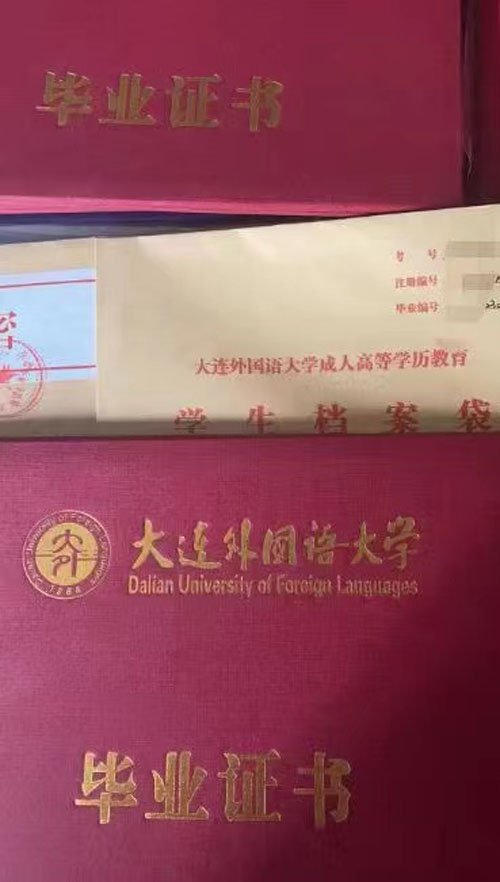 毕业证书
考 号
注册编号
毕业编号
大连外国语大学成人高等学历教育
学生档案袋
大连外国语大学
Dalian University of Foreign Languages
1964
毕业证书